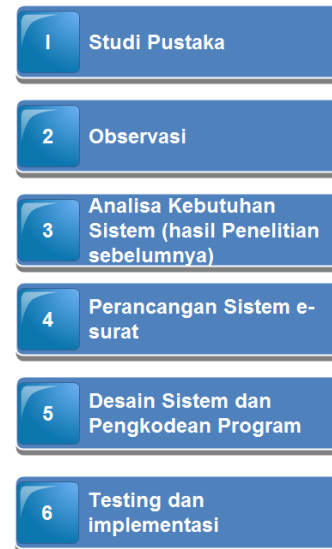 I Studi Pustaka
2 Observasi
3 Analisa Kebutuhan
Sistem (hasil Penelitian
sebelumnya)
4 Perancangan Sistem e-
surat
5 Desain Sistem dan
Pengkodean Program
6 Testing dan
implementasi